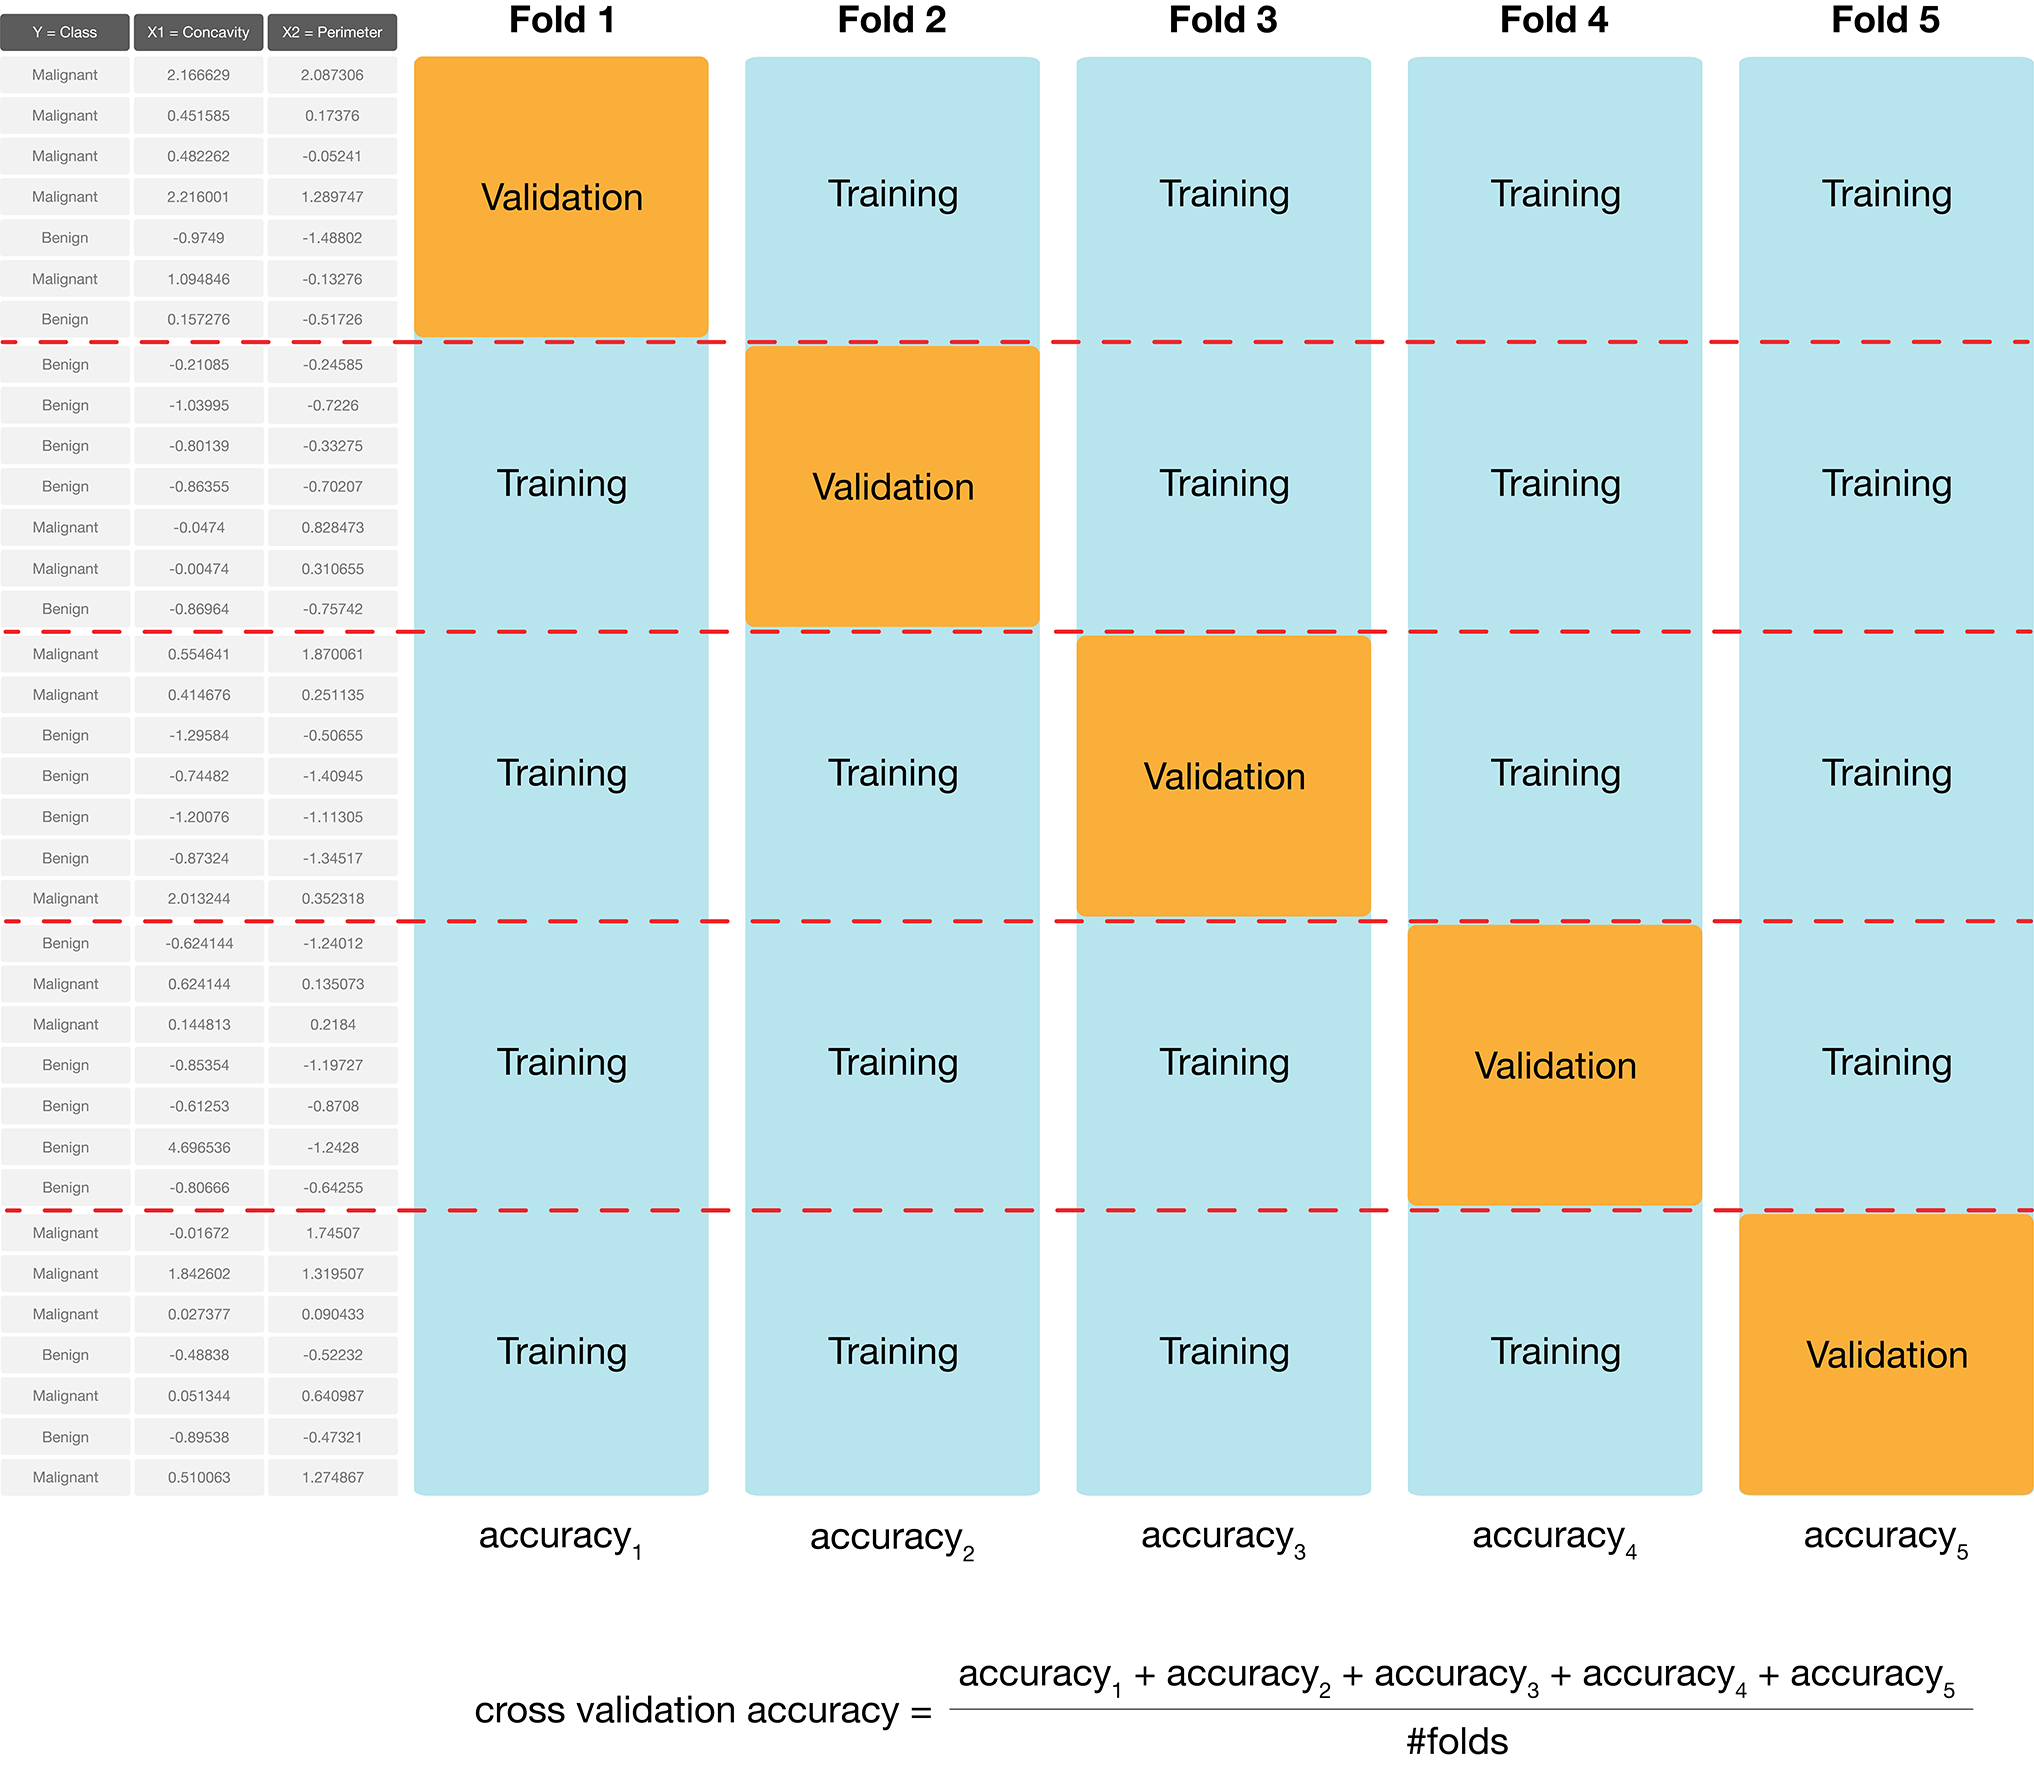 Fold 1 Fold 2 Fold 3 Fold 4 Fold 5
Y = Class X1 = Concavity X2 = Perimeter
Malignant 2.166629 2.087306
Malignant 0.451585 0.17376
Malignant 0.482262 -0.05241
Malignant 2.216001 1.289747
Validation Training Training Training Training
Benign -0.9749 -1.48802
Malignant 1.094846 -0.13276
Benign 0.157276 -0.51726
Benign -0.21085 -0.24585
Benign -1.03995 -0.7226
Benign -0.80139 -0.33275
Benign -0.86355 -0.70207
Training Validation Training Training Training
Malignant -0.0474 0.828473
Malignant -0.00474 0.310655
Benign -0.86964 -0.75742
Malignant 0.554641 1.870061
Malignant 0.414676 0.251135
Benign -1.29584 -0.50655
Benign -0.74482 -1.40945
Training Training Validation Training Training
Benign -1.20076 -1.11305
Benign -0.87324 -1.34517
Malignant 2.013244 0.352318
Benign -0.624144 -1.24012
Malignant 0.624144 0.135073
Malignant 0.144813 0.2184
Benign -0.85354 -1.19727
Training Training Training Validation Training
Benign -0.61253 -0.8708
Benign 4.696536 -1.2428
Benign -0.80666 -0.64255
Malignant -0.01672 1.74507
Malignant 1.842602 1.319507
Malignant 0.027377 0.090433
Benign -0.48838 -0.52232
Training Training Training Training Validation
Malignant 0.051344 0.640987
Benign -0.89538 -0.47321
Malignant 0.510063 1.274867
accuracy1 accuracy2 accuracy3 accuracy4 accuracy5
accuracy1 + accuracy2 + accuracy3 + accuracy4 + accuracy5
cross validation accuracy =
#folds